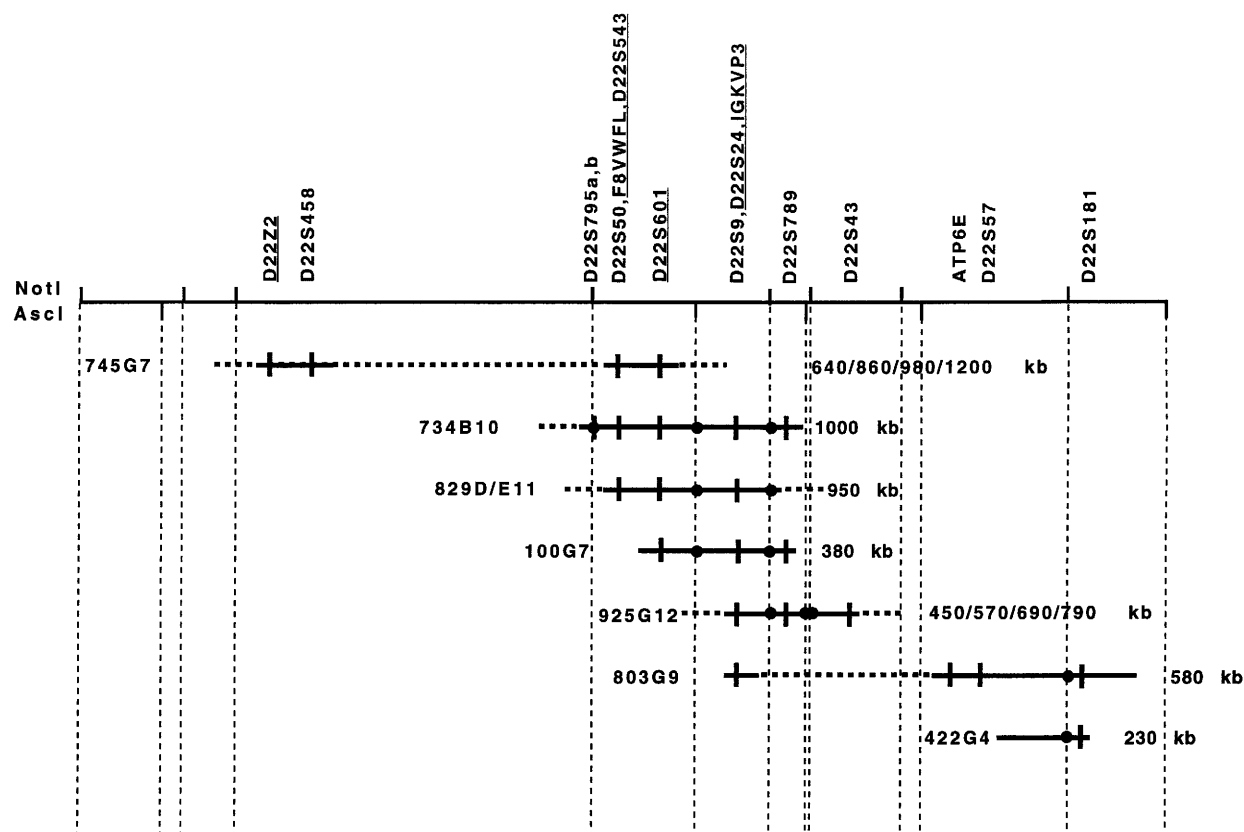 D22Z2
D22S458
D22S795a,b
D22S50,F8VWFL,D22S543
D22S601
D22S9,D22S24,IGKVP3
D22S789
D22S43
ATP6E
D22S57
D22S181
NotI
AscI
745G7 640/860/980/1200 kb
734B10 1000 kb
829D/E11 950 kb
100G7 380 kb
925G12 450/570/690/790 kb
803G9 580 kb
422G4 230 kb